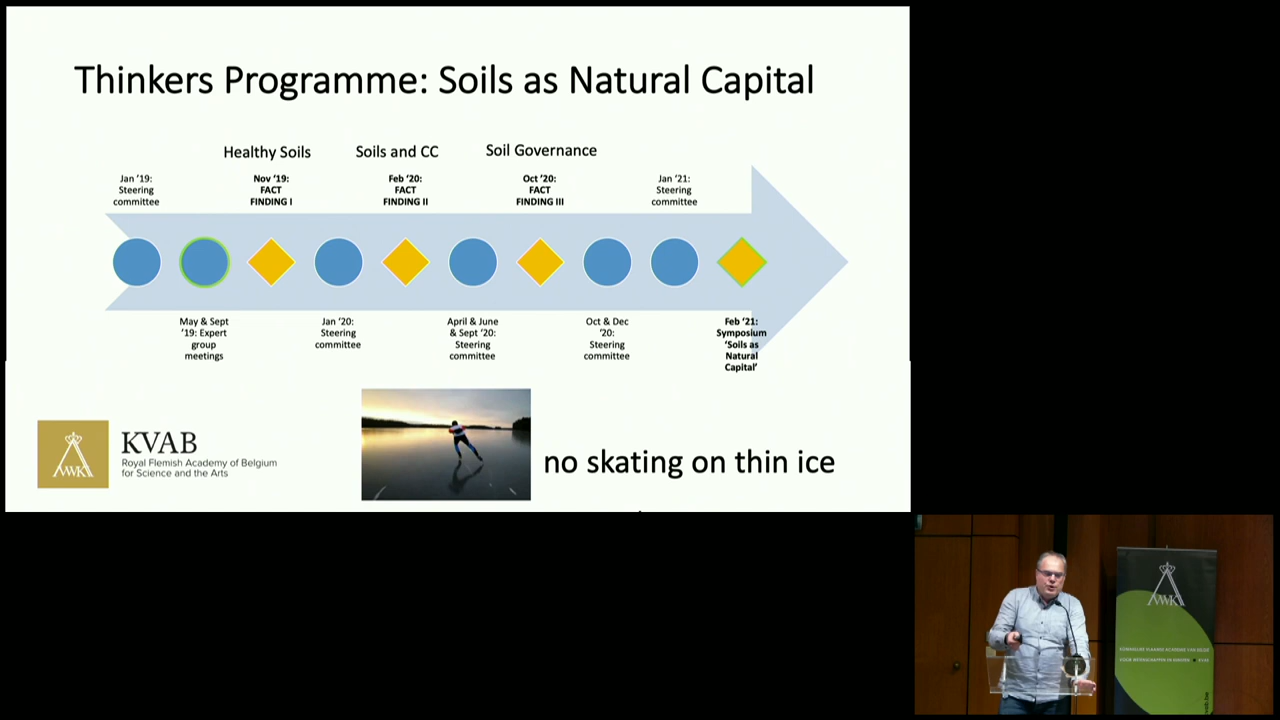 Thinkers Programme: Soils as Natural Capital
Healthy Soils
Soils and CC
Soil Governance
Jan '19:
Steering
committee
Nov '19:
FACT
FINDING I
Feb '20:
FACT
FINDING II
Oct '20:
FACT
FINDING III
Jan '21:
Steering
committee
May & Sept
'19: Expert
group
meetings
Jan '20:
Steering
committee
April & June
& Sept '20:
Steering
committee
Oct & Dec
'20:
Steering
committee
Feb '21:
Symposium
'Soils as
Natural
Capital'
KVAB
Royal Flemish Academy of Belgium
for Science and the Arts
no skating on thin ice